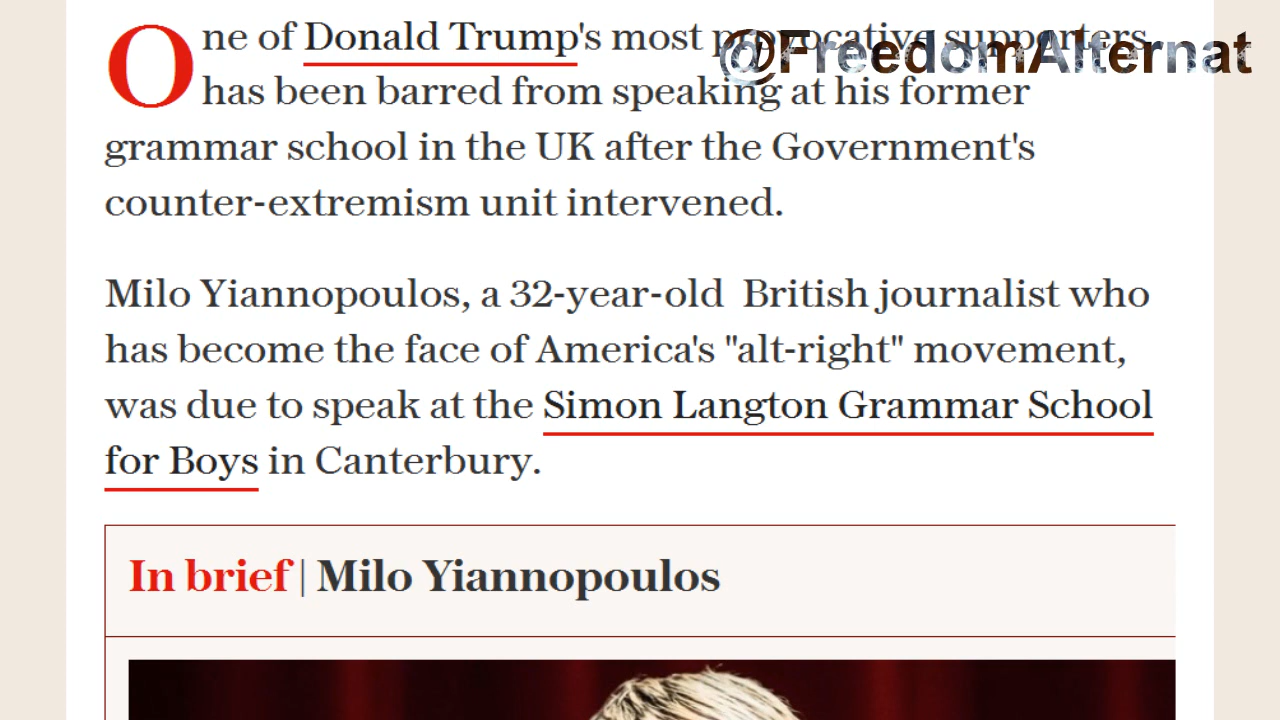 One of Donald Trump's most provocative supporters
has been barred from speaking at his former
grammar school in the UK after the Government's
counter-extremism unit intervened.
Milo Yiannopoulos, a 32-year-old British journalist who
has become the face of America's "alt-right" movement,
was due to speak at the Simon Langton Grammar School
for Boys in Canterbury.
In brief | Milo Yiannopoulos
@FreedomAlternat